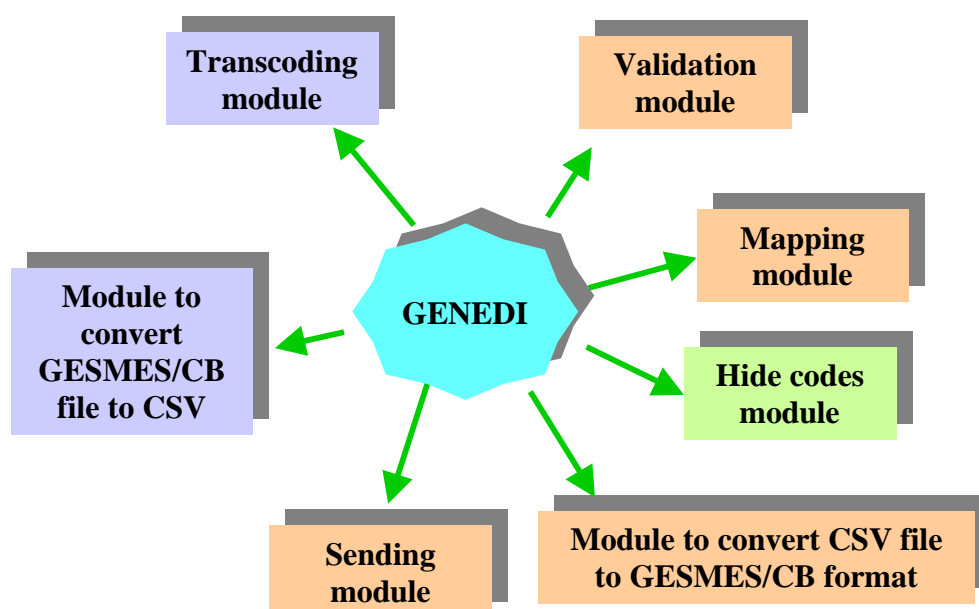 Transcoding
module
Validation
module
Mapping
module
Module to
convert
GESMES/CB
file to CSV
GENEDI
Hide codes
module
Sending
module
Module to convert CSV file
to GESMES/CB format